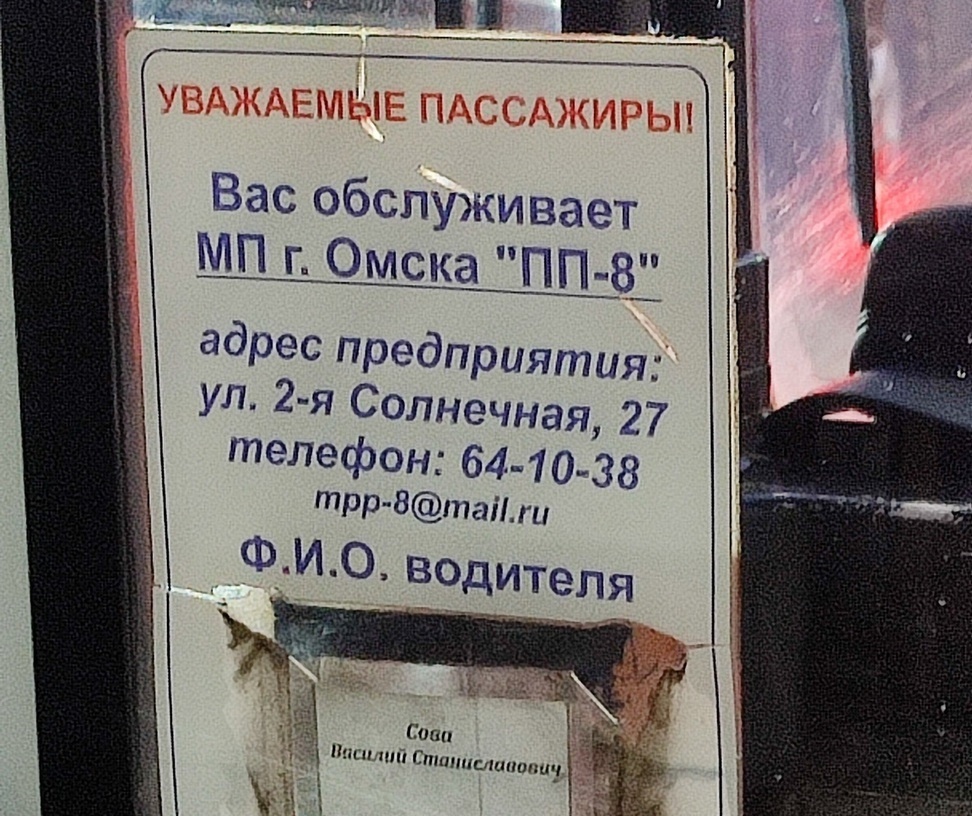 УВАЖАЕМЫЕ ПАССАЖИРЫ!
Вас обслуживает
МП г. Омска "ПП-8"
адрес предприятия:
ул. 2-я Солнечная, 27
телефон: 64-10-38
mpp-8@mail.ru
Ф.И.О. водителя
Сова
Василий Станиславович